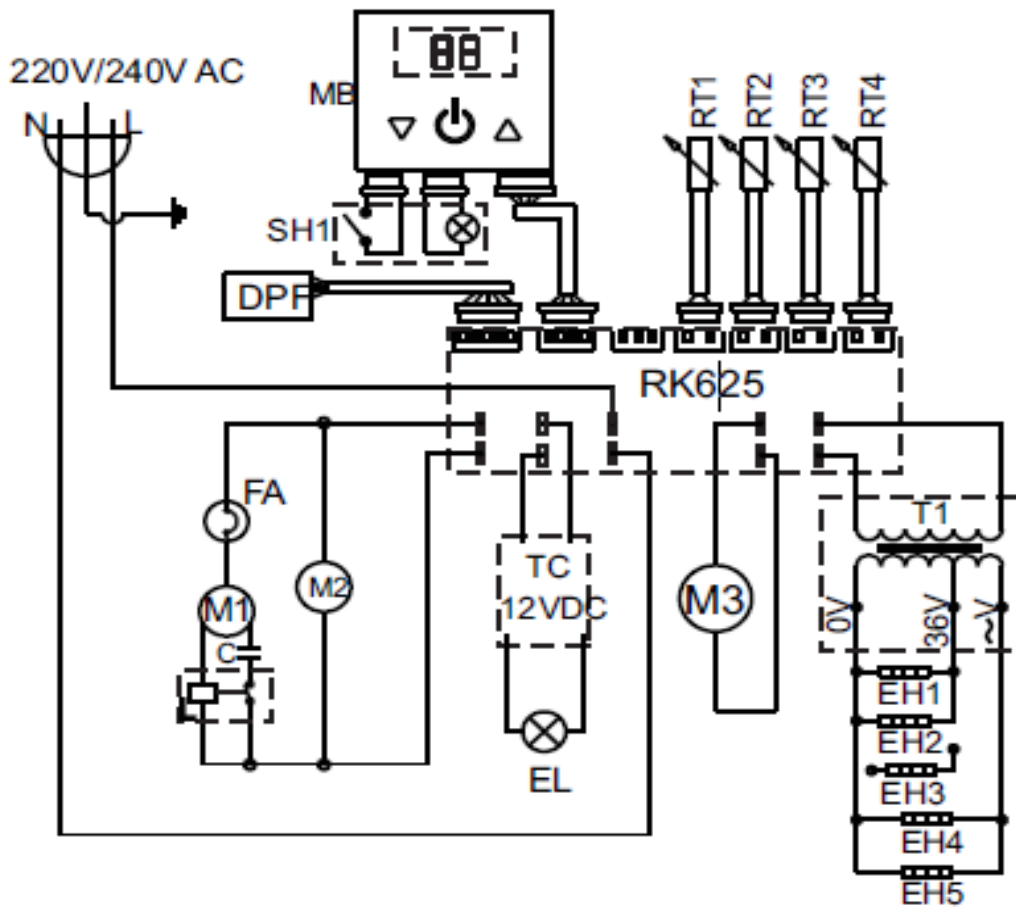 220V/240V AC
N L
MB
88
RT1 RT2 RT3 RT4
SH1
DPF
RK625
FA
M1
M2
C
TC
12VDC
EL
M3
T1
0V 36V ~V
EH1
EH2
EH3
EH4
EH5